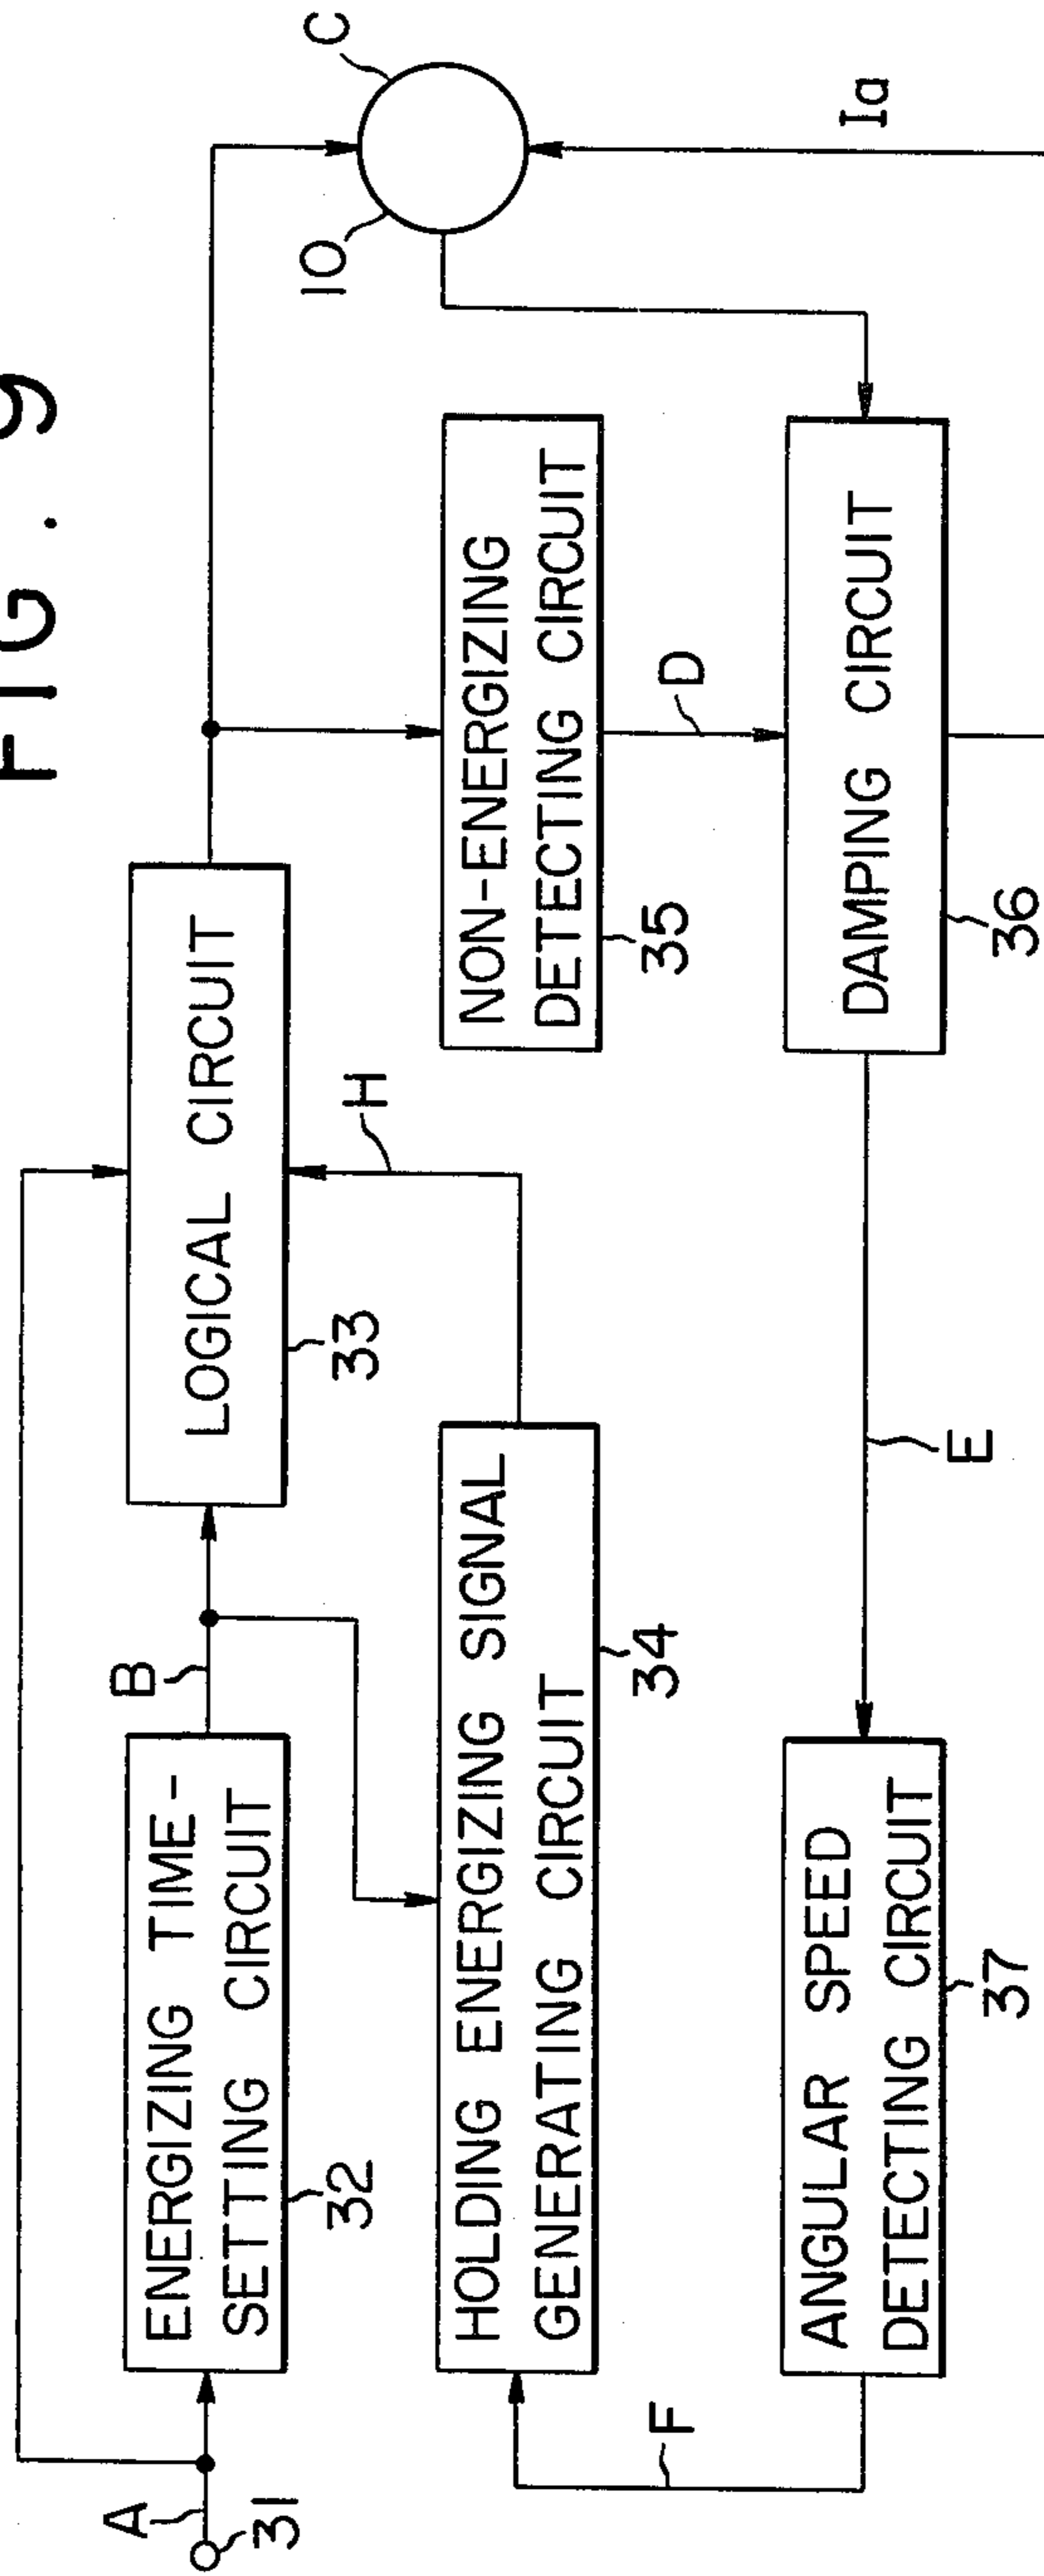 FIG. 9
A
31
ENERGIZING TIME-
SETTING CIRCUIT
32
B
LOGICAL CIRCUIT
33
C
10
HOLDING ENERGIZING SIGNAL
GENERATING CIRCUIT
34
H
NON-ENERGIZING
DETECTING CIRCUIT
35
D
F
ANGULAR SPEED
DETECTING CIRCUIT
37
E
DAMPING CIRCUIT
36
Ia